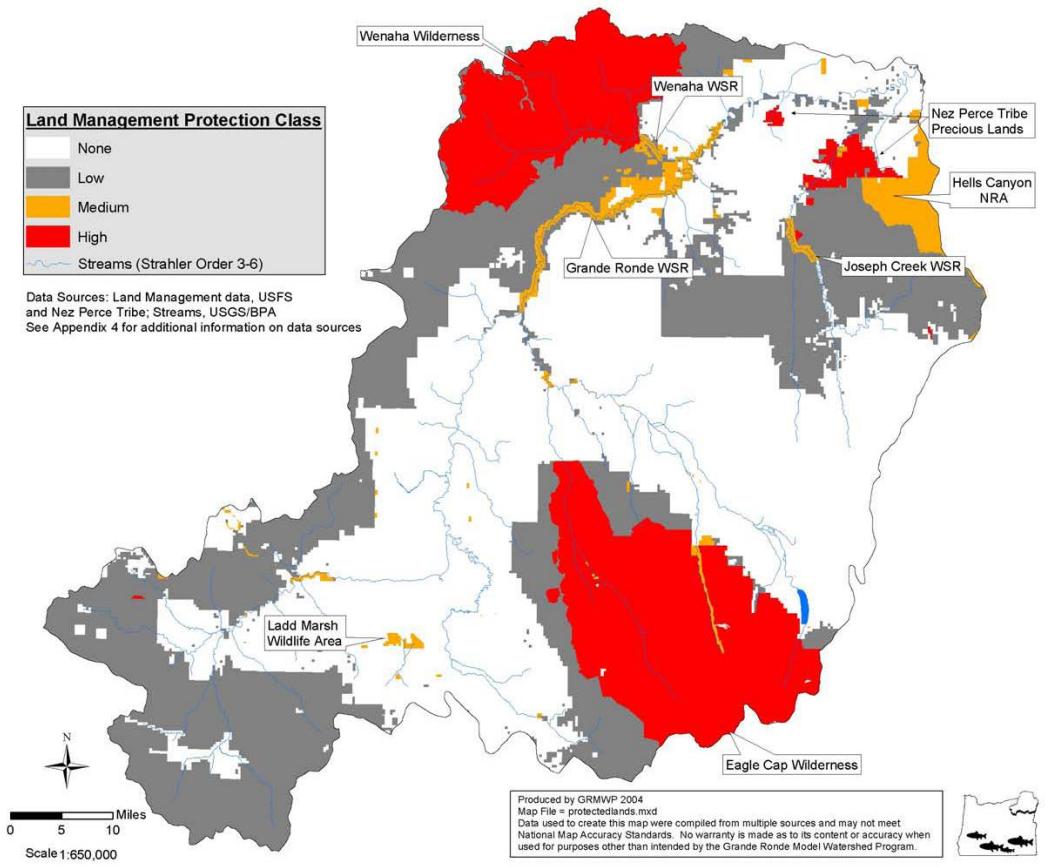 Wenaha Wilderness
Wenaha WSR
Land Management Protection Class
None
Low
Medium
High
Streams (Strahler Order 3-6)
Nez Perce Tribe
Precious Lands
Hells Canyon
NRA
Grande Ronde WSR
Joseph Creek WSR
Data Sources: Land Management data, USFS
and Nez Perce Tribe; Streams, USGS/BPA
See Appendix 4 for additional information on data sources
Ladd Marsh
Wildlife Area
Eagle Cap Wilderness
N
Miles
0 5 10
Scale 1:650,000
Produced by GRMWP 2004
Map File = protectedlands.mxd
Data used to create this map were compiled from multiple sources and may not meet
National Map Accuracy Standards. No warranty is made as to its content or accuracy when
used for purposes other than intended by the Grande Ronde Model Watershed Program.